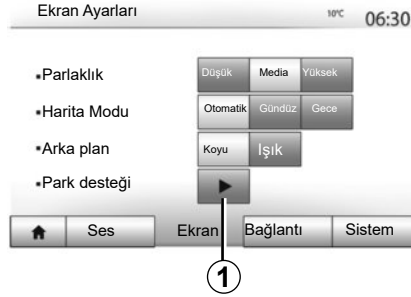 Ekran Ayarları 10°C 06:30
▪Parlaklık Düşük Media Yüksek
▪Harita Modu Otomatik Gündüz Gece
▪Arka plan Koyu Işık
▪Park desteği
Ses Ekran Bağlantı Sistem
1